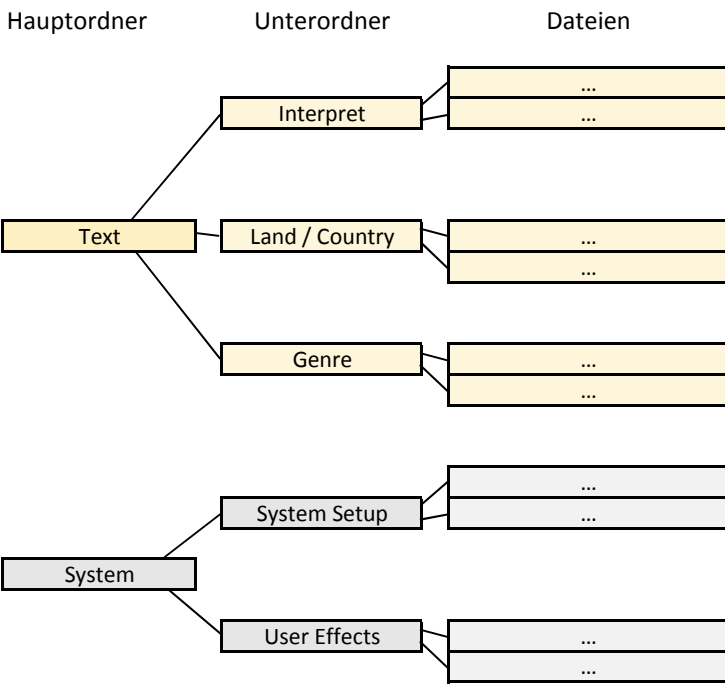 Hauptordner Unterordner Dateien
...
Interpret ...
Text Land / Country ...
...
Genre ...
...
...
System Setup ...
System
User Effects ...
...